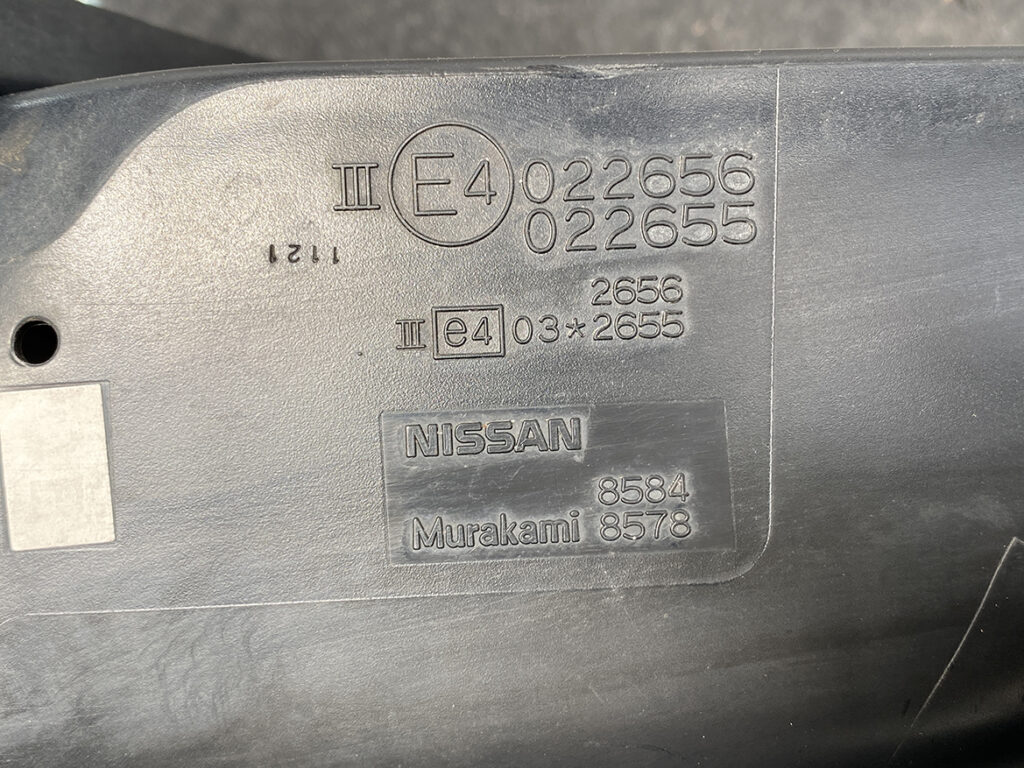 III E4 022656
022655
1121
2656
III e4 03*2655
NISSAN
8584
Murakami 8578